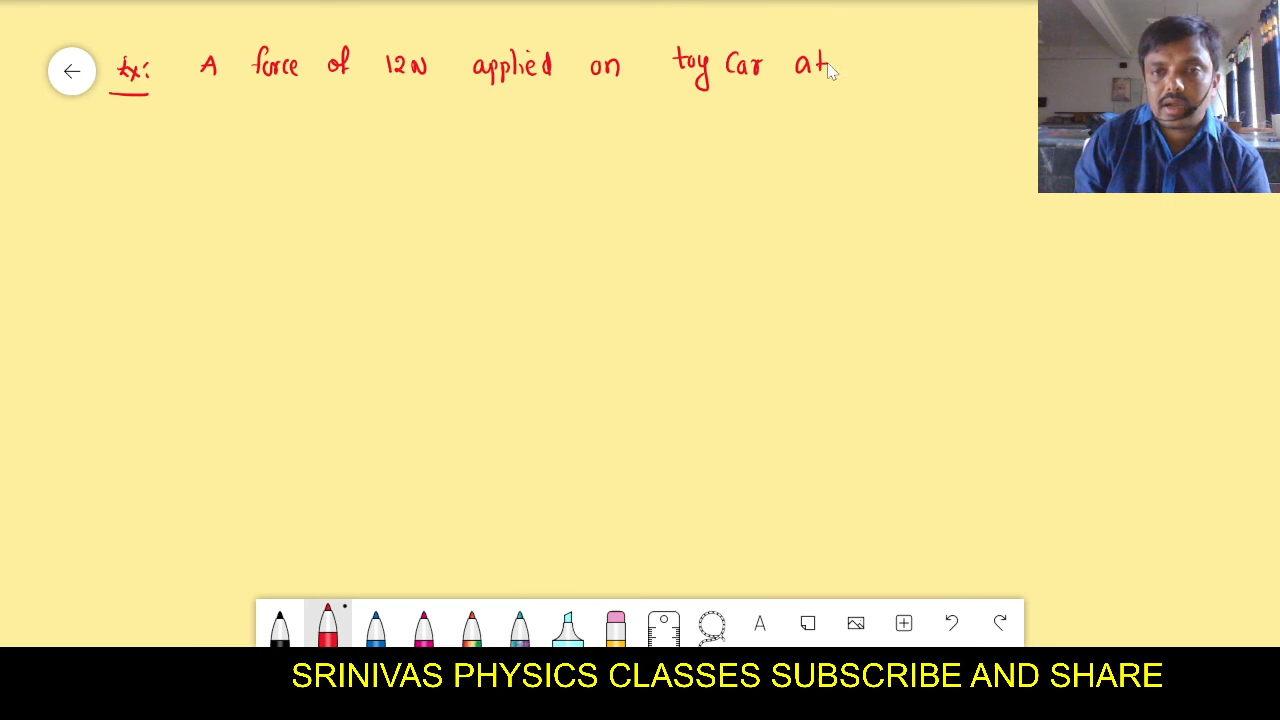 Ex: A force of 12N applied on toy Car at
A
SRINIVAS PHYSICS CLASSES SUBSCRIBE AND SHARE